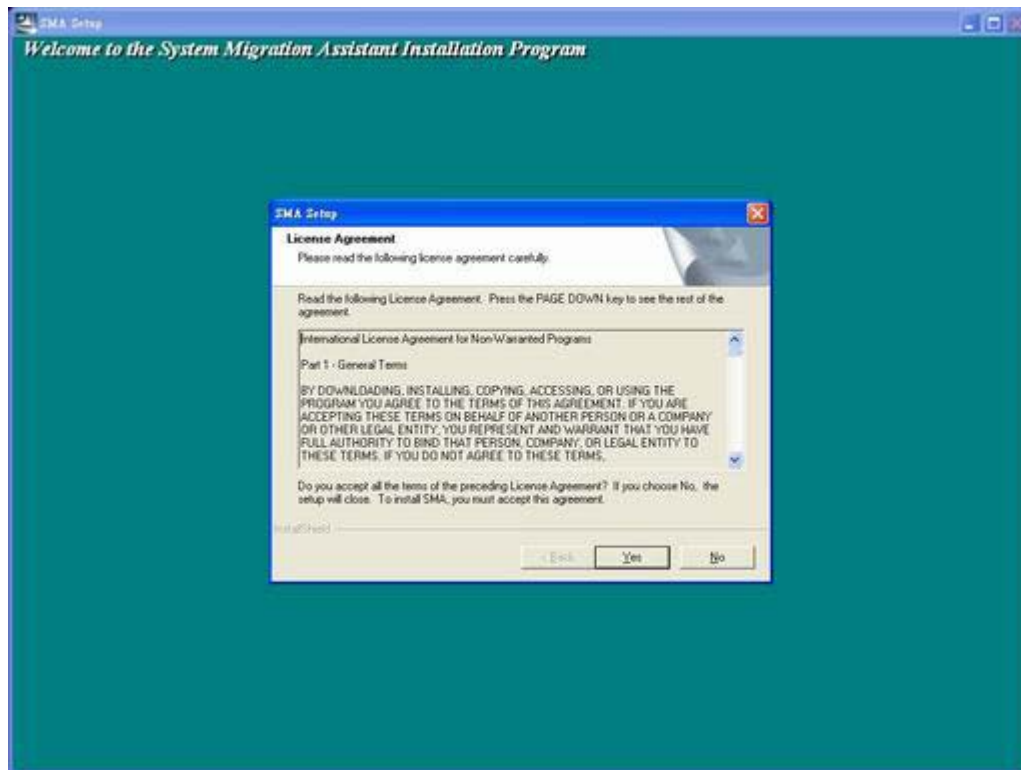 SMA Setup
Welcome to the System Migration Assistant Installation Program
SMA Setup
License Agreement
Please read the following license agreement carefully.
Read the following License Agreement. Press the PAGE DOWN key to see the rest of the
agreement.
International License Agreement for Non-Warranted Programs
Part 1 - General Terms
BY DOWNLOADING, INSTALLING, COPYING, ACCESSING, OR USING THE
PROGRAM YOU AGREE TO THE TERMS OF THIS AGREEMENT. IF YOU ARE
ACCEPTING THESE TERMS ON BEHALF OF ANOTHER PERSON OR A COMPANY
OR OTHER LEGAL ENTITY, YOU REPRESENT AND WARRANT THAT YOU HAVE
FULL AUTHORITY TO BIND THAT PERSON, COMPANY, OR LEGAL ENTITY TO
THESE TERMS. IF YOU DO NOT AGREE TO THESE TERMS,
Do you accept all the terms of the preceding License Agreement? If you choose No, the
setup will close. To install SMA, you must accept this agreement.
InstallShield
< Back
Yes
No